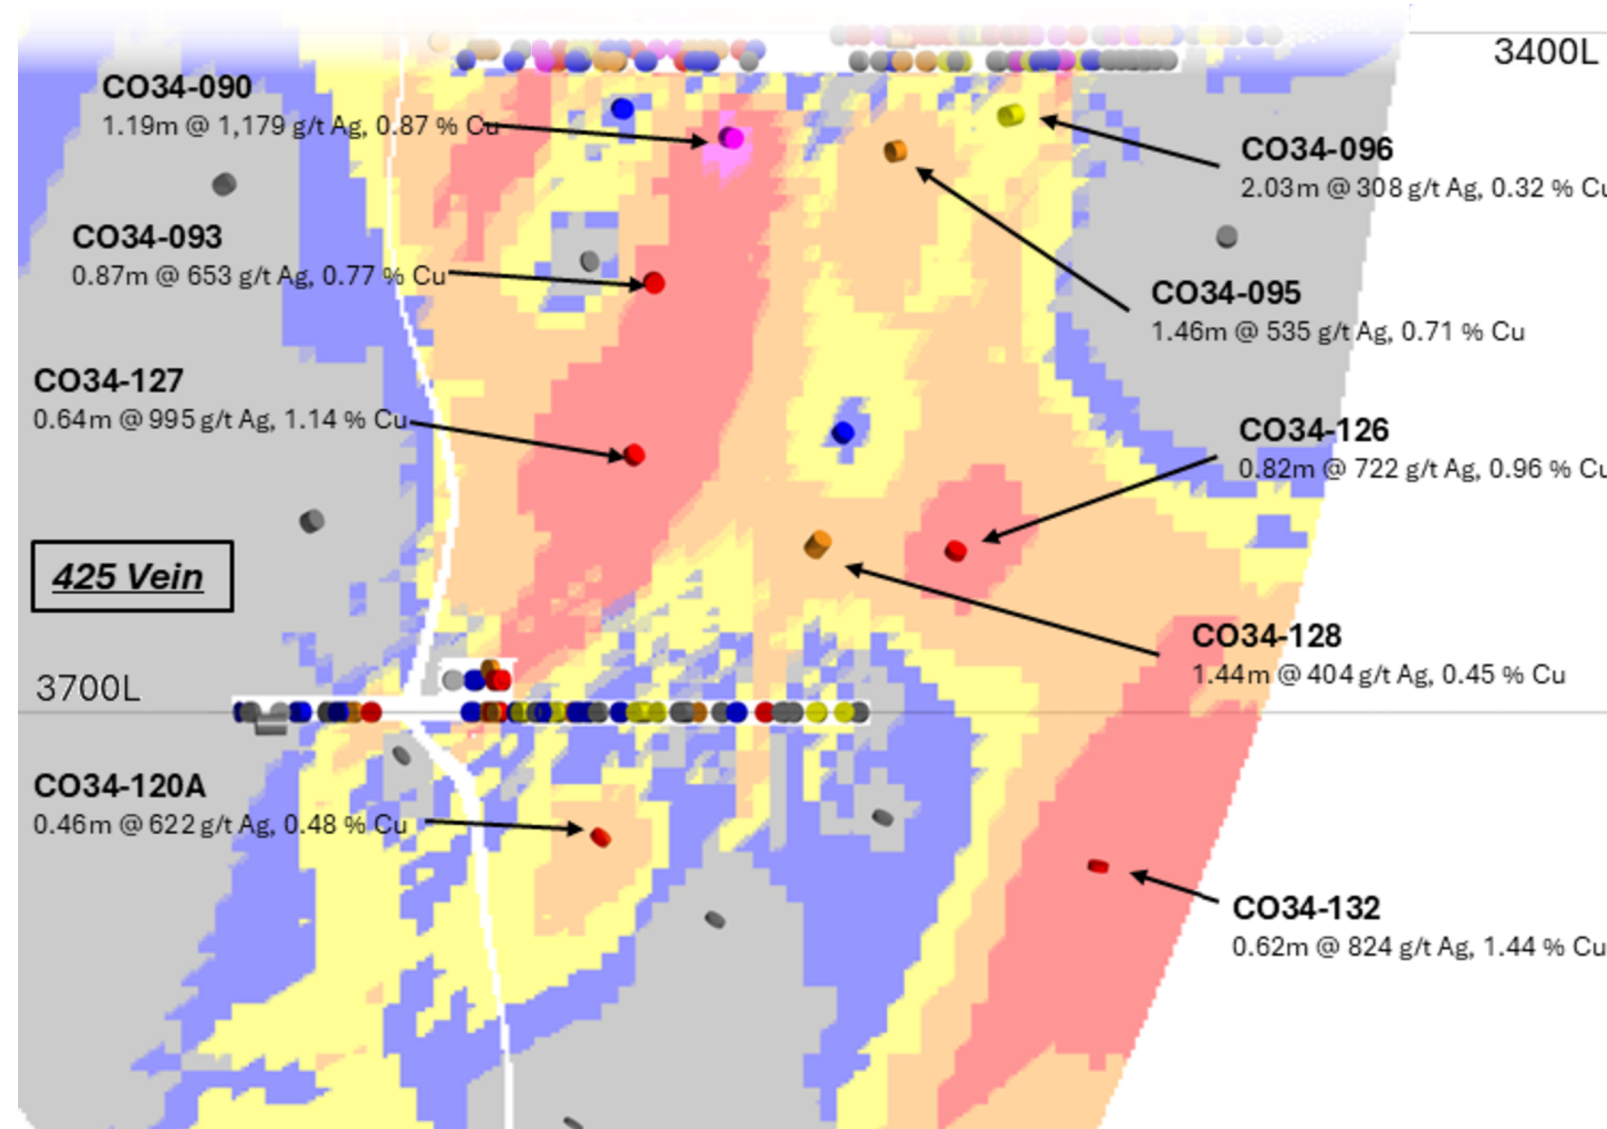 3400L
CO34-090
1.19m @ 1,179 g/t Ag, 0.87 % Cu
CO34-096
2.03m @ 308 g/t Ag, 0.32 % Cu
CO34-093
0.87m @ 653 g/t Ag, 0.77 % Cu
CO34-095
1.46m @ 535 g/t Ag, 0.71 % Cu
CO34-127
0.64m @ 995 g/t Ag, 1.14 % Cu
CO34-126
0.82m @ 722 g/t Ag, 0.96 % Cu
425 Vein
CO34-128
1.44m @ 404 g/t Ag, 0.45 % Cu
3700L
CO34-120A
0.46m @ 622 g/t Ag, 0.48 % Cu
CO34-132
0.62m @ 824 g/t Ag, 1.44 % Cu